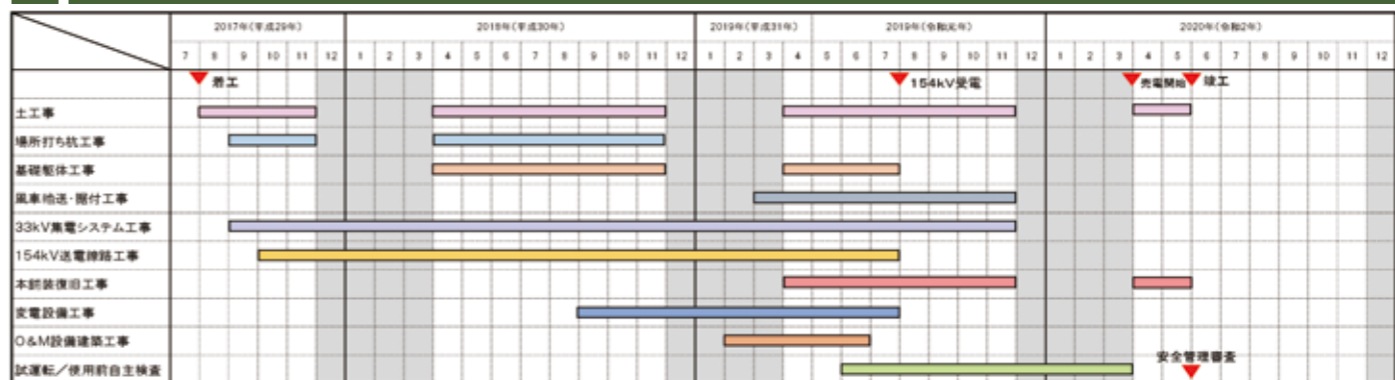 2017年(平成29年) 2018年(平成30年) 2019年(平成31年) 2019年(令和元年) 2020年(令和2年)
7 8 9 10 11 12 1 2 3 4 5 6 7 8 9 10 11 12 1 2 3 4 5 6 7 8 9 10 11 12 1 2 3 4 5 6 7 8 9 10 11 12
着工 154kV受電 売電開始 竣工
土工事
場所打ち杭工事
基礎躯体工事
風車地送・据付工事
33kV集電システム工事
154kV送電線路工事
本舗装復旧工事
変電設備工事
O&M設備建築工事
安全管理審査
試運転/使用前自主検査